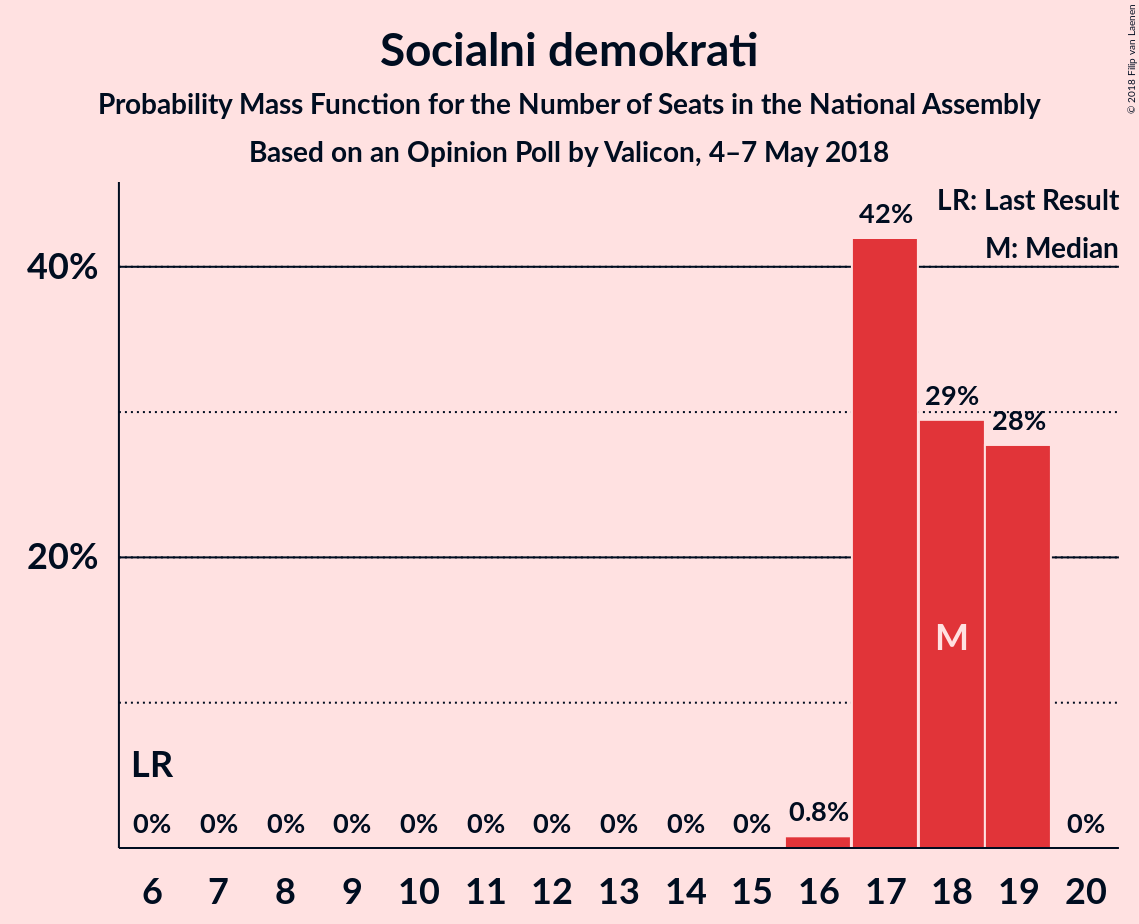 Socialni demokrati
Probability Mass Function for the Number of Seats in the National Assembly
Based on an Opinion Poll by Valicon, 4–7 May 2018
© 2018 Filip van Laenen
LR: Last Result
M: Median
42%
40%
29%
28%
20%
M
LR
0% 0% 0% 0% 0% 0% 0% 0% 0% 0% 0.8% 0%
6 7 8 9 10 11 12 13 14 15 16 17 18 19 20